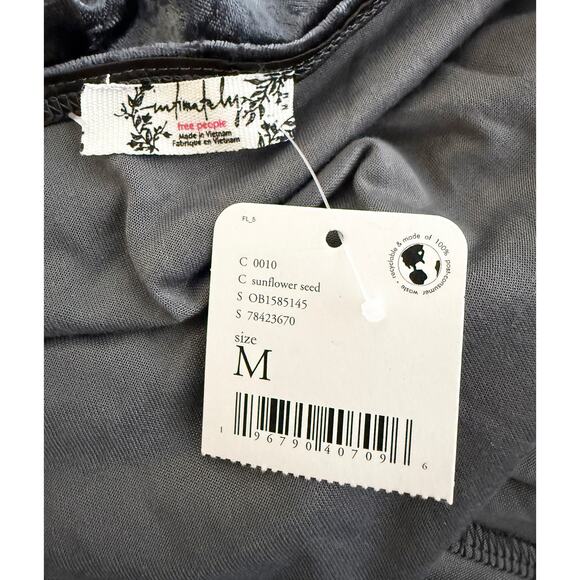 intimately
free people
Made in Vietnam
Fabriqué en Vietnam
FL_5
recyclable & made of 100% post-consumer waste •
C 0010
C sunflower seed
S OB1585145
S 78423670
size
M
1 96790 40709 6